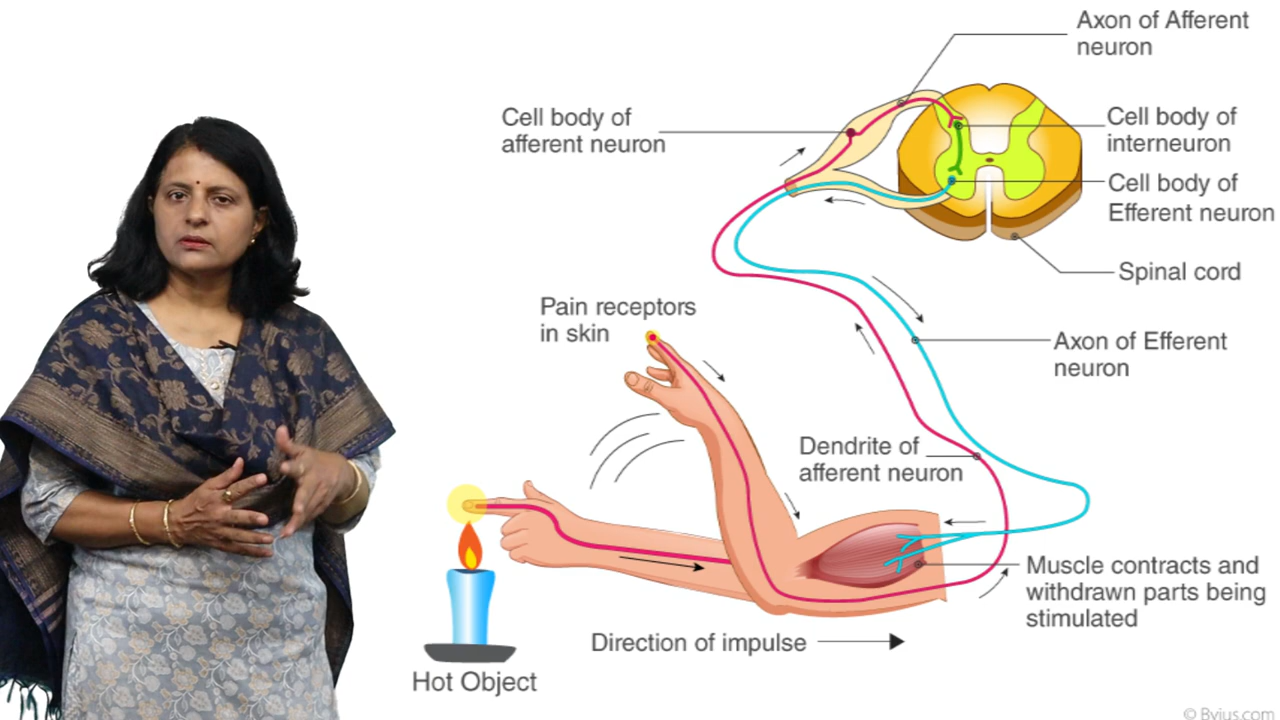 Axon of Afferent
neuron
Cell body of
afferent neuron
Cell body of
interneuron
Cell body of
Efferent neuron
Spinal cord
Pain receptors
in skin
Axon of Efferent
neuron
Dendrite of
afferent neuron
Muscle contracts and
withdrawn parts being
stimulated
Direction of impulse
Hot Object
© Byjus.com